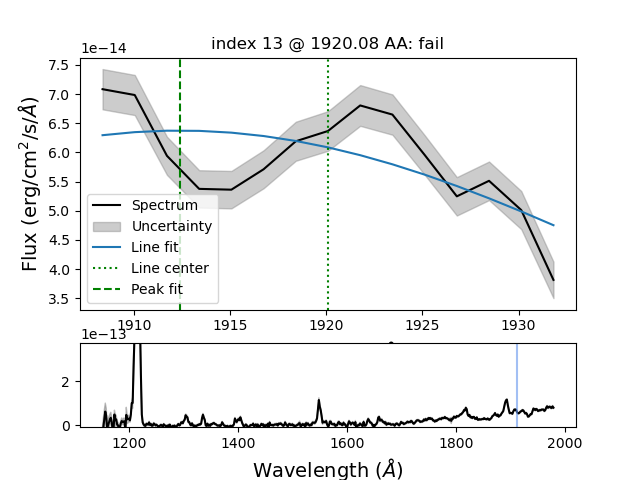 index 13 @ 1920.08 AA: fail
1e−14
7.5
7.0
6.5
6.0
5.5
5.0
4.5
4.0
3.5
Flux (erg/cm²/s/Å)
Spectrum
Uncertainty
Line fit
Line center
Peak fit
1910 1915 1920 1925 1930
1e−13
2
0
1200 1400 1600 1800 2000
Wavelength (Å)